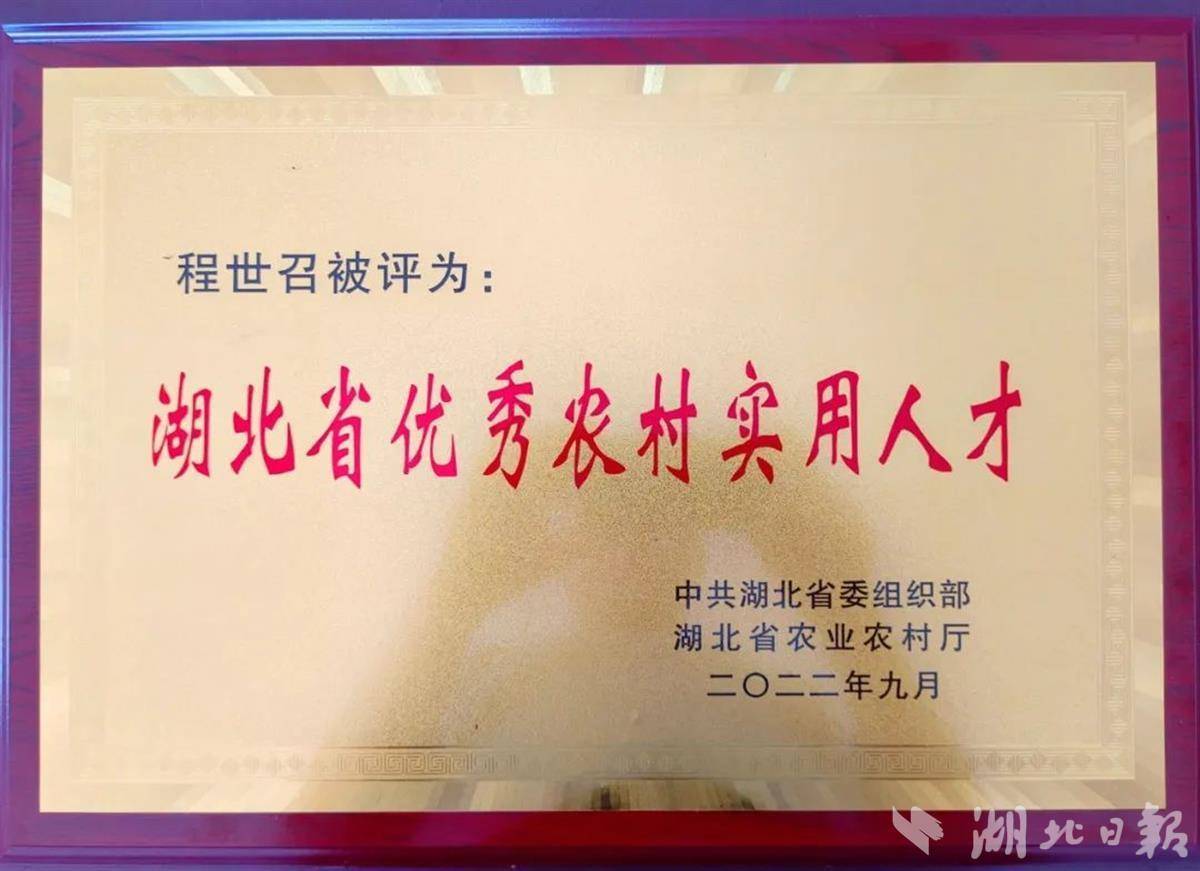 程世召被评为：
湖北省优秀农村实用人才
中共湖北省委组织部
湖北省农业农村厅
二〇二二年九月
湖北日報